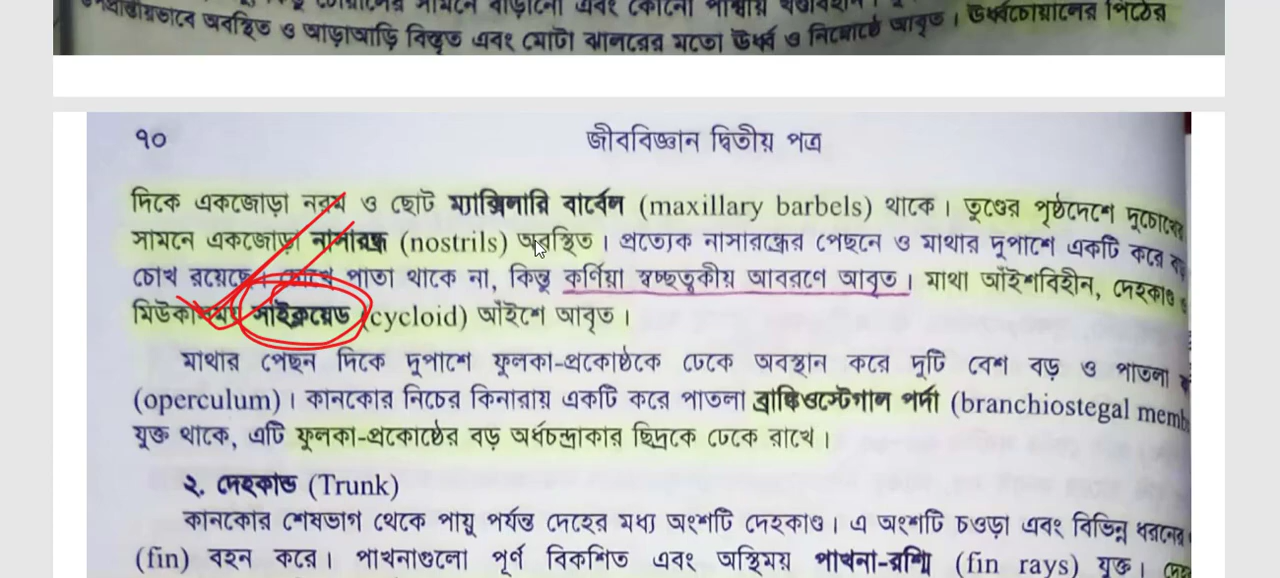 অবস্থিত ও আড়াআড়ি বিস্তৃত এবং মোটা ঝালরের মতো উর্ধ্ব ও নিম্নোষ্ঠে আবৃত। উর্ধ্বচোয়ালের পিঠের
৭০
জীববিজ্ঞান দ্বিতীয় পত্র
দিকে একজোড়া নরম ও ছোট ম্যাক্সিলারি বার্বেল (maxillary barbels) থাকে। তুণ্ডের পৃষ্ঠদেশে দুচোখের
সামনে একজোড়া নাসারন্ধ্র (nostrils) অবস্থিত। প্রত্যেক নাসারন্ধ্রের পেছনে ও মাথার দুপাশে একটি করে
চোখ রয়েছে। চোখে পাতা থাকে না, কিন্তু কর্ণিয়া স্বচ্ছত্বকীয় আবরণে আবৃত। মাথা আঁইশবিহীন, দেহকাণ্ড ও
সাইক্লয়েড (cycloid) আঁইশে আবৃত।
মাথার পেছন দিকে দুপাশে ফুলকা-প্রকোষ্ঠকে ঢেকে অবস্থান করে দুটি বেশ বড় ও পাতলা
(operculum)। কানকোর নিচের কিনারায় একটি করে পাতলা ব্রাঙ্কিওস্টেগাল পর্দা (branchiostegal memb
যুক্ত থাকে, এটি ফুলকা-প্রকোষ্ঠের বড় অর্ধচন্দ্রাকার ছিদ্রকে ঢেকে রাখে।
২. দেহকান্ড (Trunk)
কানকোর শেষভাগ থেকে পায়ু পর্যন্ত দেহের মধ্য অংশটি দেহকাণ্ড। এ অংশটি চওড়া এবং বিভিন্ন ধরনের
(fin) বহন করে। পাখনাগুলো পূর্ণ বিকশিত এবং অস্থিময় পাখনা-রশ্মি (fin rays) যুক্ত।